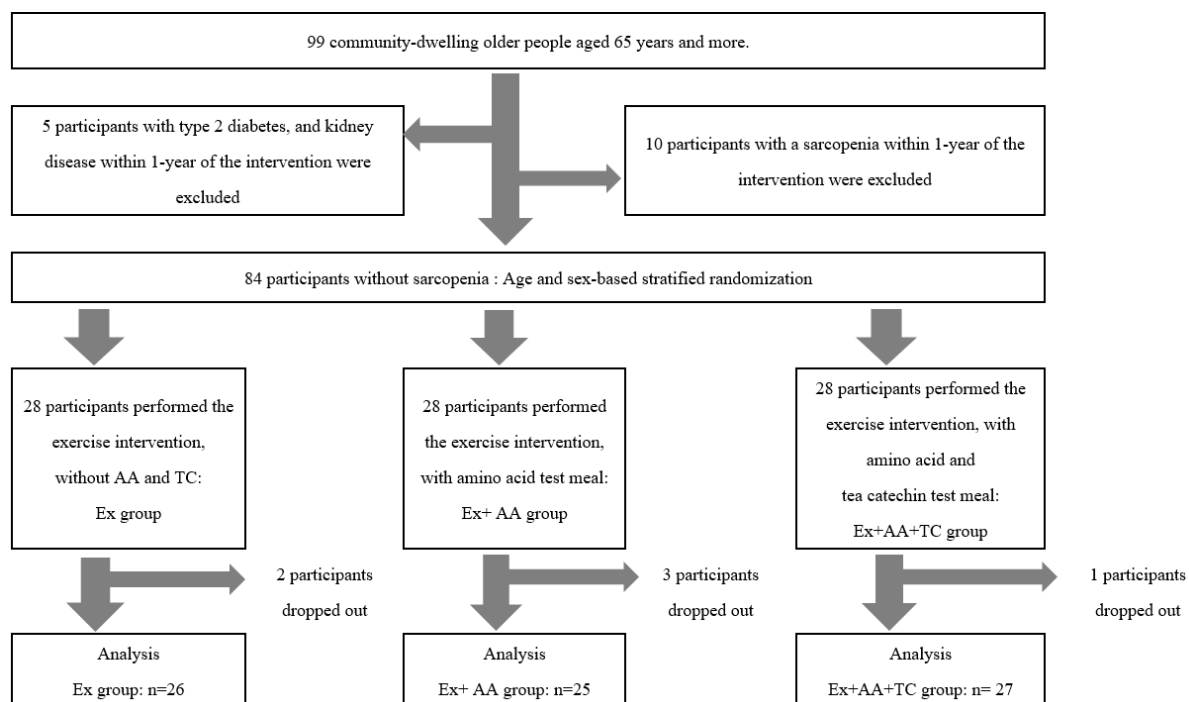 99 community-dwelling older people aged 65 years and more.
5 participants with type 2 diabetes, and kidney
disease within 1-year of the intervention were
excluded
10 participants with a sarcopenia within 1-year of the
intervention were excluded
84 participants without sarcopenia : Age and sex-based stratified randomization
28 participants performed the
exercise intervention,
without AA and TC:
Ex group
28 participants performed
the exercise intervention,
with amino acid test meal:
Ex+ AA group
28 participants performed the
exercise intervention, with
amino acid and
tea catechin test meal:
Ex+AA+TC group
2 participants
dropped out
3 participants
dropped out
1 participants
dropped out
Analysis
Ex group: n=26
Analysis
Ex+ AA group: n=25
Analysis
Ex+AA+TC group: n= 27